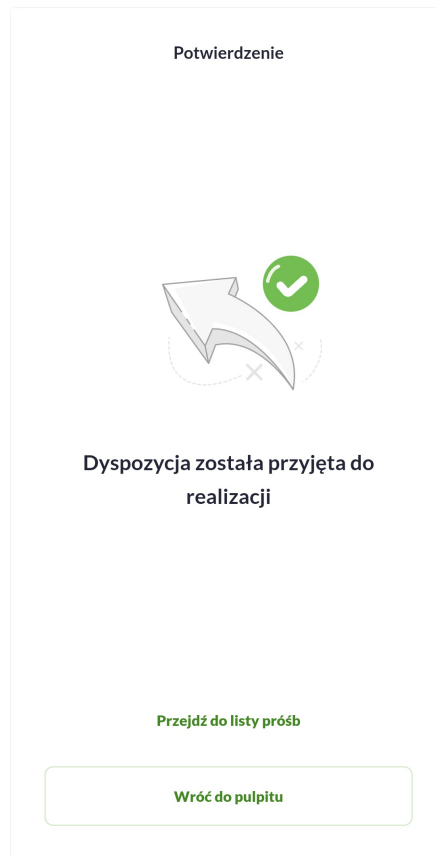 Potwierdzenie
Dyspozycja została przyjęta do
realizacji
Przejdź do listy próśb
Wróć do pulpitu